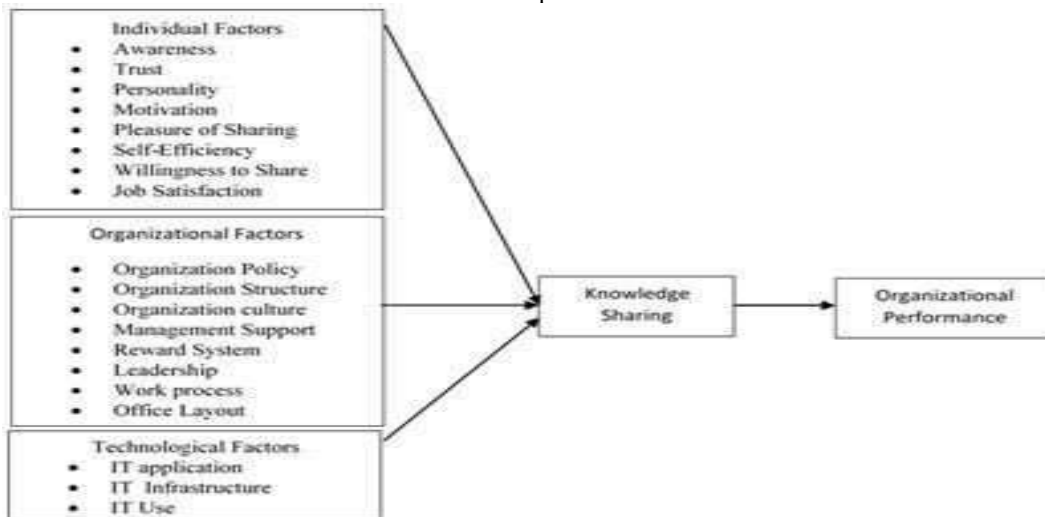 Individual Factors
• Awareness
• Trust
• Personality
• Motivation
• Pleasure of Sharing
• Self-Efficiency
• Willingness to Share
• Job Satisfaction
Organizational Factors
• Organization Policy
• Organization Structure
• Organization culture
• Management Support
• Reward System
• Leadership
• Work process
• Office Layout
Technological Factors
• IT application
• IT Infrastructure
• IT Use
Knowledge
Sharing
Organizational
Performance